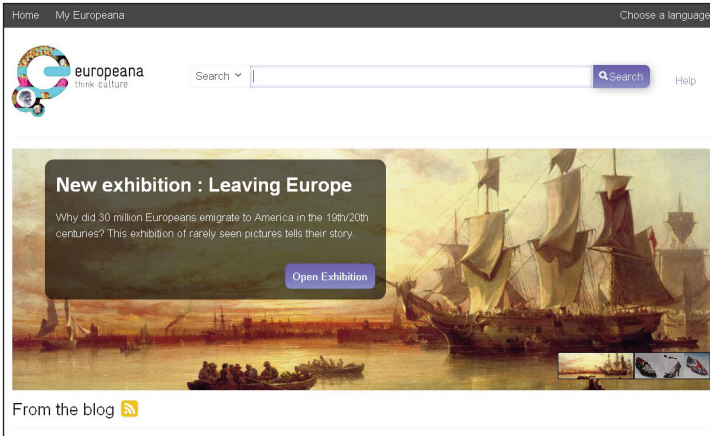 Home My Europeana Choose a language
europeana
think culture
Search Search Help
New exhibition : Leaving Europe
Why did 30 million Europeans emigrate to America in the 19th/20th
centuries? This exhibition of rarely seen pictures tells their story.
Open Exhibition
From the blog